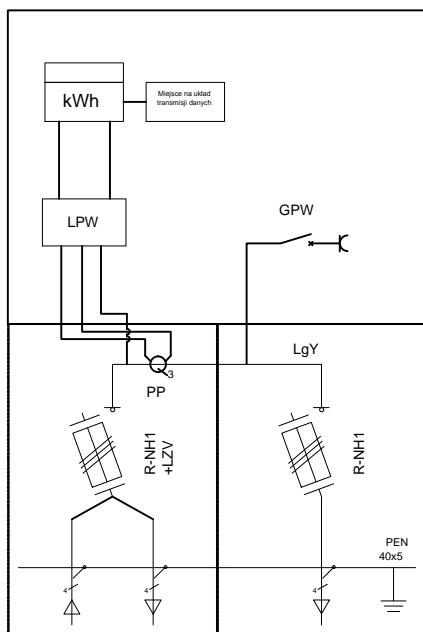 kWh
Miejsce na układ
transmisji danych
LPW
GPW
LgY
3
PP
R-NH1
+LZV
R-NH1
PEN
40x5
4
4
4